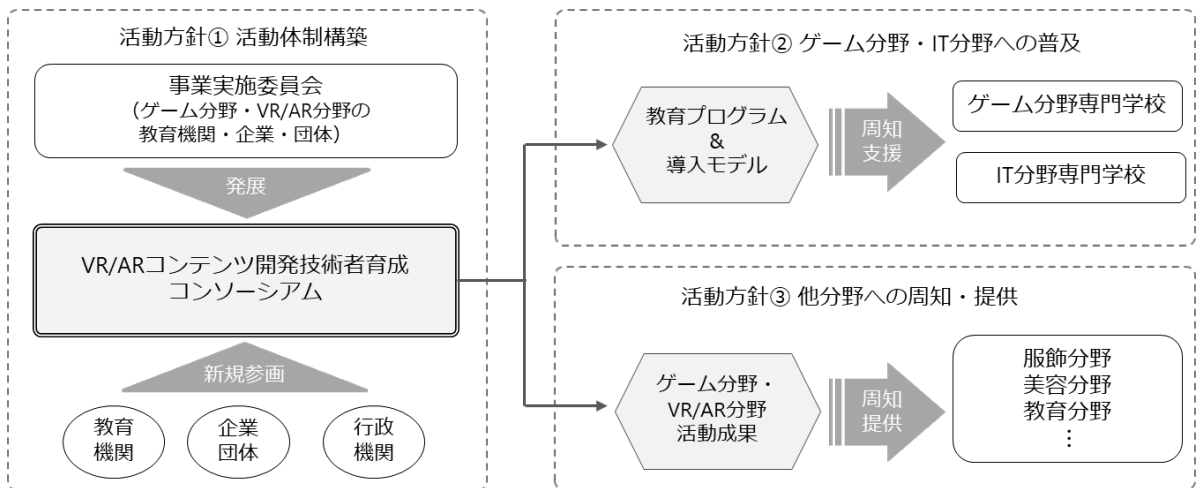 活動方針① 活動体制構築
事業実施委員会
（ゲーム分野・VR/AR分野の
教育機関・企業・団体）
発展
VR/ARコンテンツ開発技術者育成
コンソーシアム
新規参画
教育
機関
企業
団体
行政
機関
活動方針② ゲーム分野・IT分野への普及
教育プログラム
&
導入モデル
周知
支援
ゲーム分野専門学校
IT分野専門学校
活動方針③ 他分野への周知・提供
ゲーム分野・
VR/AR分野
活動成果
周知
提供
服飾分野
美容分野
教育分野
⋮